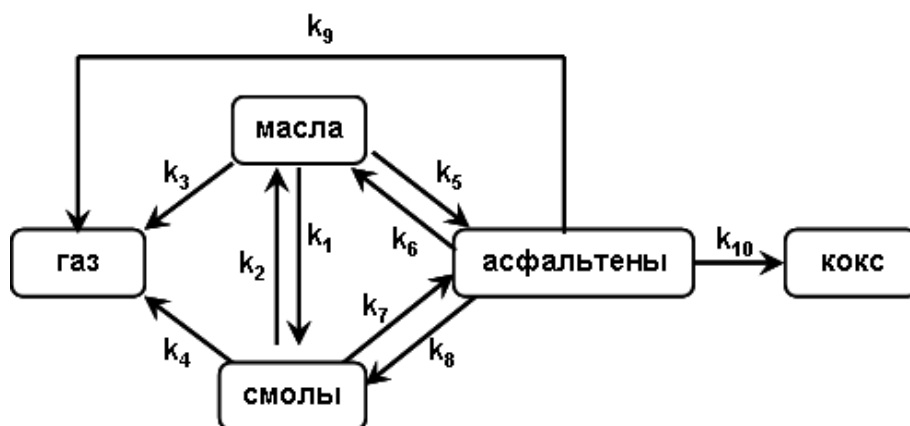 k9
масла
k3
k5
k1
k6
k2
газ
асфальтены
k10
кокс
k7
k4
k8
смолы